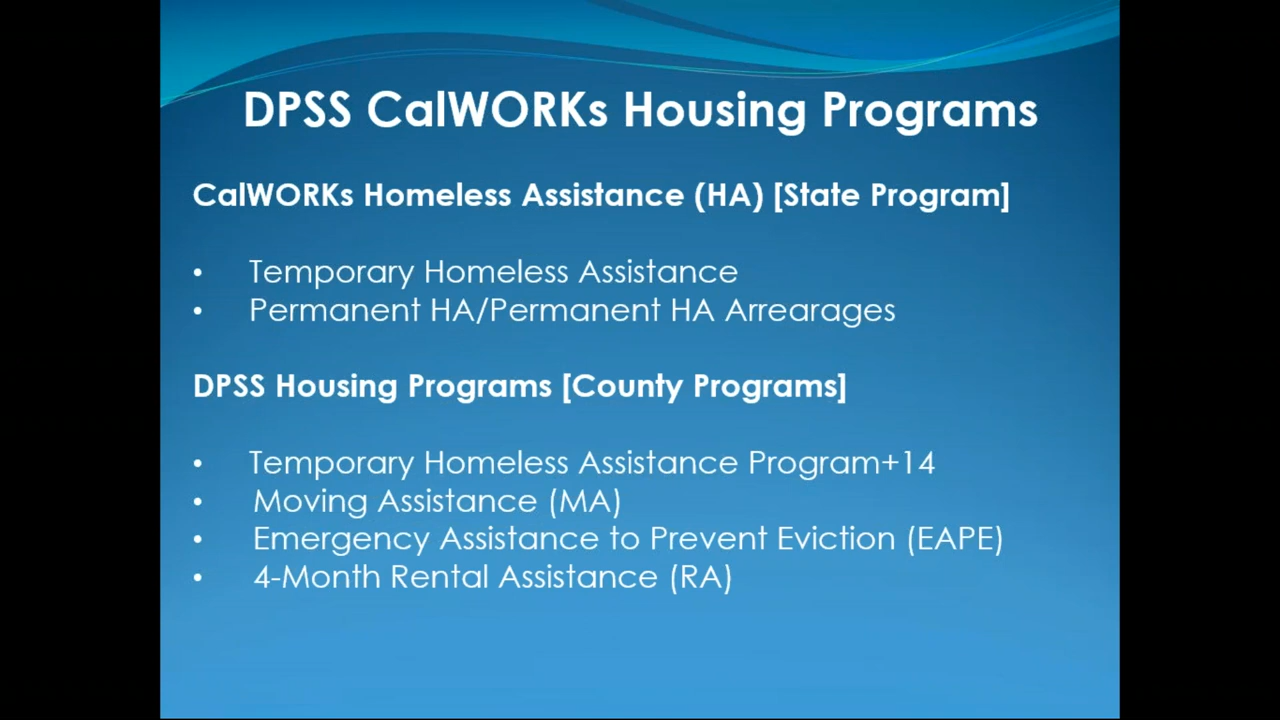 DPSS CalWORKs Housing Programs
CalWORKs Homeless Assistance (HA) [State Program]
• Temporary Homeless Assistance
• Permanent HA/Permanent HA Arrearages
DPSS Housing Programs [County Programs]
• Temporary Homeless Assistance Program+14
• Moving Assistance (MA)
• Emergency Assistance to Prevent Eviction (EAPE)
• 4-Month Rental Assistance (RA)